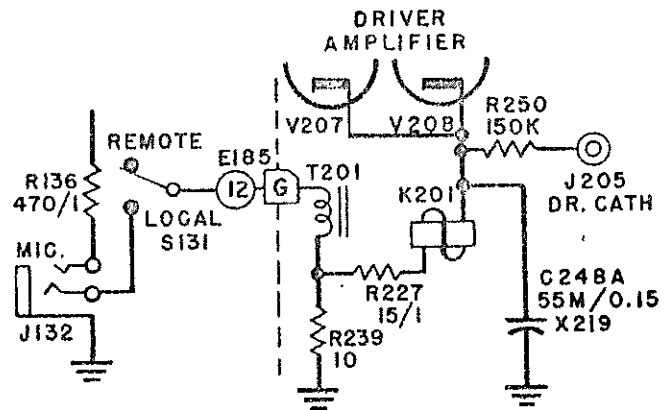 DRIVER
AMPLIFIER
V207
V208
R250
150K
REMOTE
E185
12
G
T201
K201
J205
DR. CATH
R136
470/1
LOCAL
S131
MIC.
J132
R227
15/1
R239
10
C248A
55M/0.15
X219